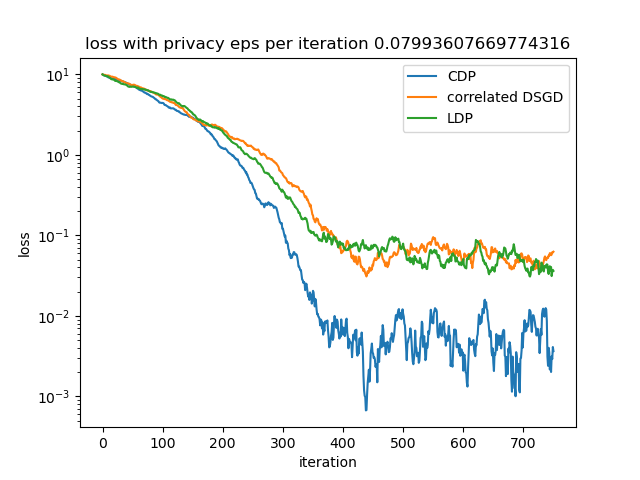 loss with privacy eps per iteration 0.07993607669774316
CDP
correlated DSGD
LDP
loss
10^1
10^0
10^−1
10^−2
10^−3
0 100 200 300 400 500 600 700
iteration